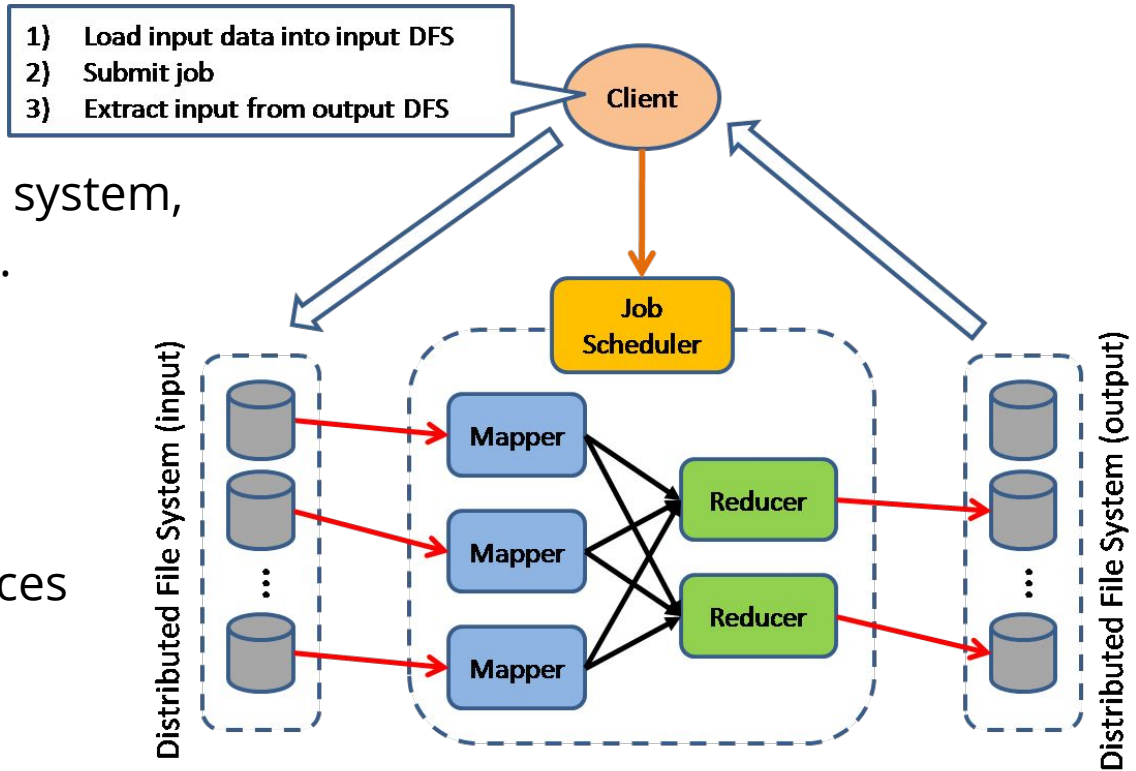 1) Load input data into input DFS
2) Submit job
3) Extract input from output DFS
Client
system,
.
Job
Scheduler
Distributed File System (input)
Mapper
Mapper
Mapper
...
Reducer
Reducer
...
Distributed File System (output)
ces